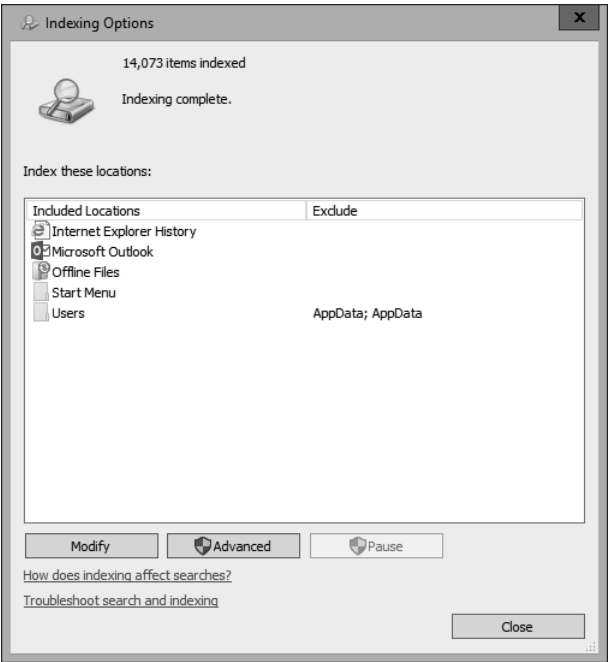 Indexing Options
x
14,073 items indexed
Indexing complete.
Index these locations:
Included Locations Exclude
Internet Explorer History
Microsoft Outlook
Offline Files
Start Menu
Users AppData; AppData
Modify Advanced Pause
How does indexing affect searches?
Troubleshoot search and indexing
Close